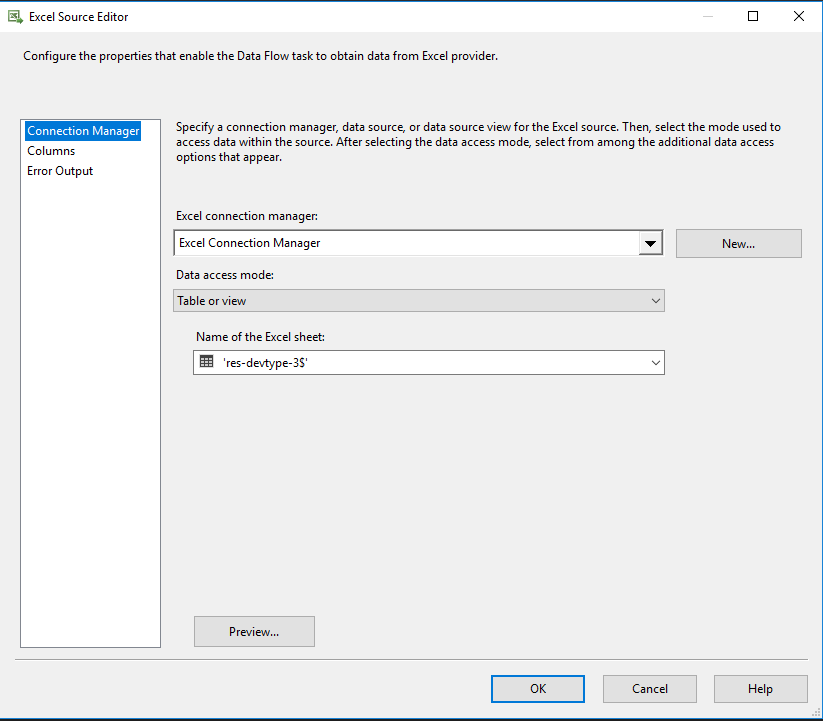 Excel Source Editor
Configure the properties that enable the Data Flow task to obtain data from Excel provider.
Connection Manager
Columns
Error Output
Specify a connection manager, data source, or data source view for the Excel source. Then, select the mode used to
access data within the source. After selecting the data access mode, select from among the additional data access
options that appear.
Excel connection manager:
Excel Connection Manager
New...
Data access mode:
Table or view
Name of the Excel sheet:
'res-devtype-3$'
Preview...
OK
Cancel
Help